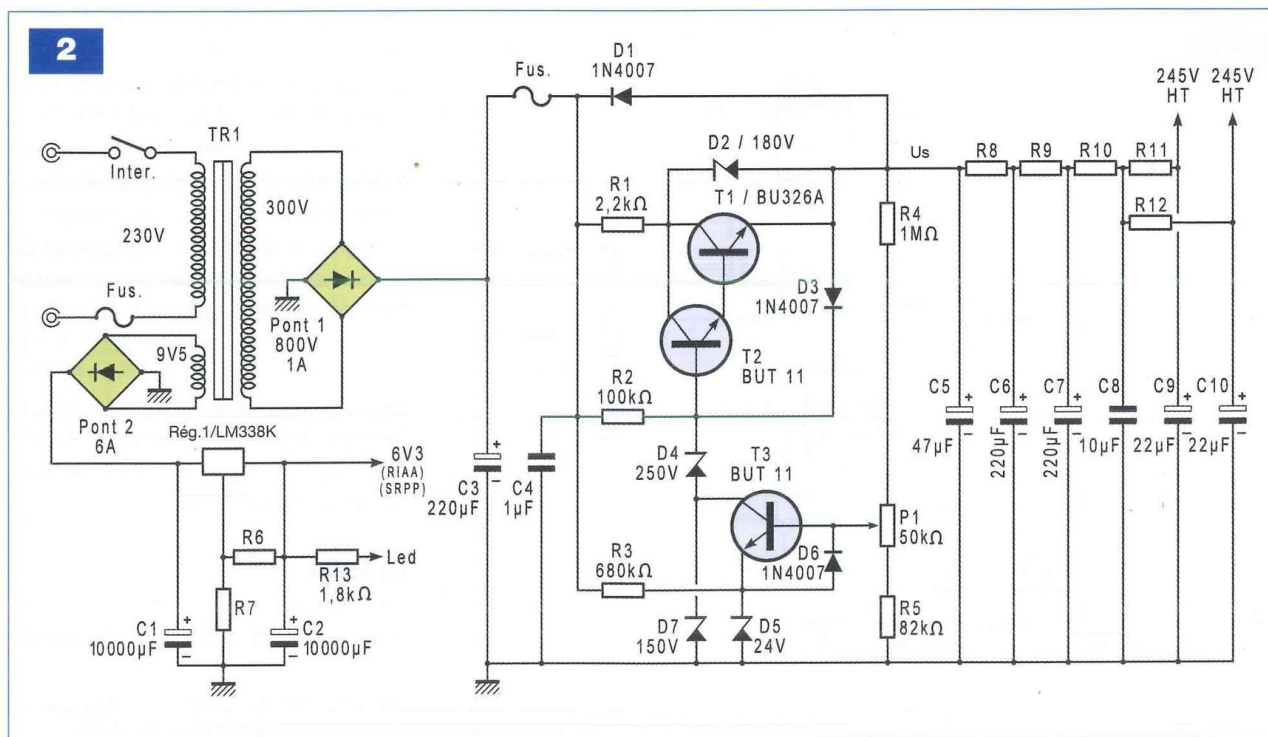 2
D1
1N4007
Fus.
245V
HT
245V
HT
TR1
Inter.
D2 / 180V
Us
R8
R9
R10
R11
R12
R1
2,2kΩ
T1 / BU326A
R4
1MΩ
300V
230V
Fus.
D3
1N4007
Pont 1
800V
1A
9V5
T2
BUT 11
Pont 2
6A
R2
100kΩ
Rég.1/LM338K
6V3
(RIAA)
(SRPP)
C3
220µF
+
−
C4
1µF
D4
250V
T3
BUT 11
P1
50kΩ
C5
47µF
+
−
C6
220µF
+
−
C7
220µF
+
−
C8
10µF
C9
22µF
+
−
C10
22µF
+
−
R6
Led
R13
1,8kΩ
R3
680kΩ
D6
1N4007
R7
C1
10000µF
+
−
C2
10000µF
+
−
D7
150V
D5
24V
R5
82kΩ